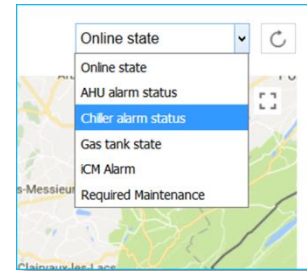 Online state
Online state
AHU alarm status
Chiller alarm status
Gas tank state
iCM Alarm
Required Maintenance
s-Messieur
Clairvaux-les-Lacs